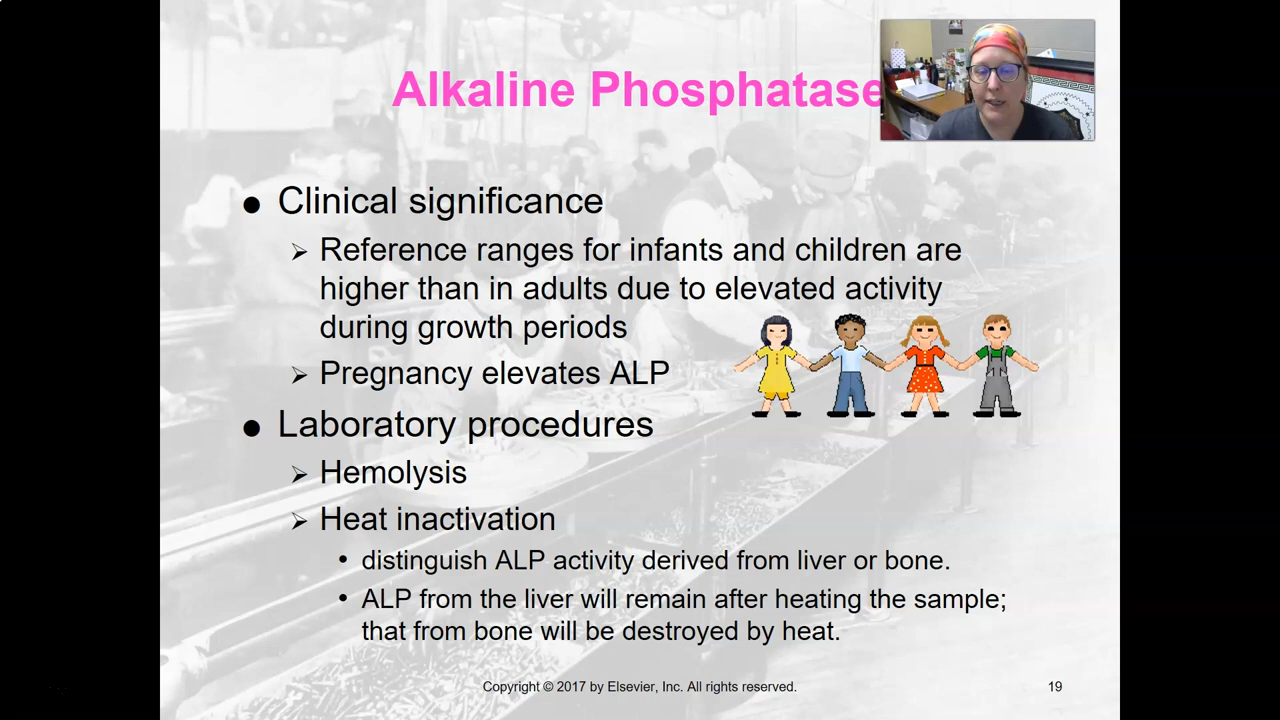 Alkaline Phosphatase
● Clinical significance
➢ Reference ranges for infants and children are
higher than in adults due to elevated activity
during growth periods
➢ Pregnancy elevates ALP
● Laboratory procedures
➢ Hemolysis
➢ Heat inactivation
• distinguish ALP activity derived from liver or bone.
• ALP from the liver will remain after heating the sample;
that from bone will be destroyed by heat.
Copyright © 2017 by Elsevier, Inc. All rights reserved.
19